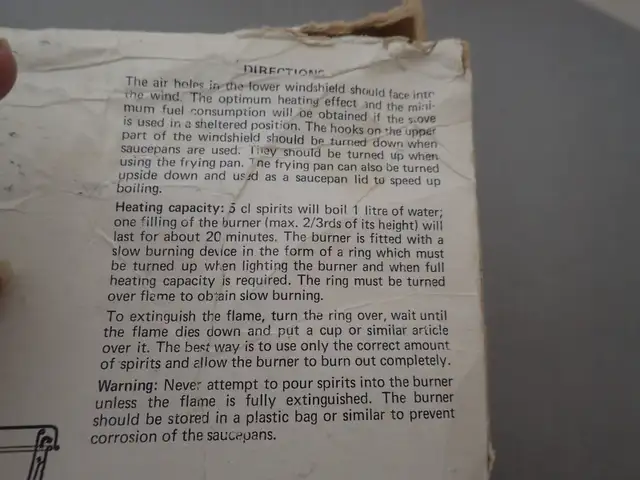 DIRECTIONS
The air holes in the lower windshield should face into
the wind. The optimum heating effect and the mini-
mum fuel consumption will be obtained if the stove
is used in a sheltered position. The hooks on the upper
part of the windshield should be turned down when
saucepans are used. They should be turned up when
using the frying pan. The frying pan can also be turned
upside down and used as a saucepan lid to speed up
boiling.
Heating capacity: 5 cl spirits will boil 1 litre of water;
one filling of the burner (max. 2/3rds of its height) will
last for about 20 minutes. The burner is fitted with a
slow burning device in the form of a ring which must
be turned up when lighting the burner and when full
heating capacity is required. The ring must be turned
over flame to obtain slow burning.
To extinguish the flame, turn the ring over, wait until
the flame dies down and put a cup or similar article
over it. The best way is to use only the correct amount
of spirits and allow the burner to burn out completely.
Warning: Never attempt to pour spirits into the burner
unless the flame is fully extinguished. The burner
should be stored in a plastic bag or similar to prevent
corrosion of the saucepans.